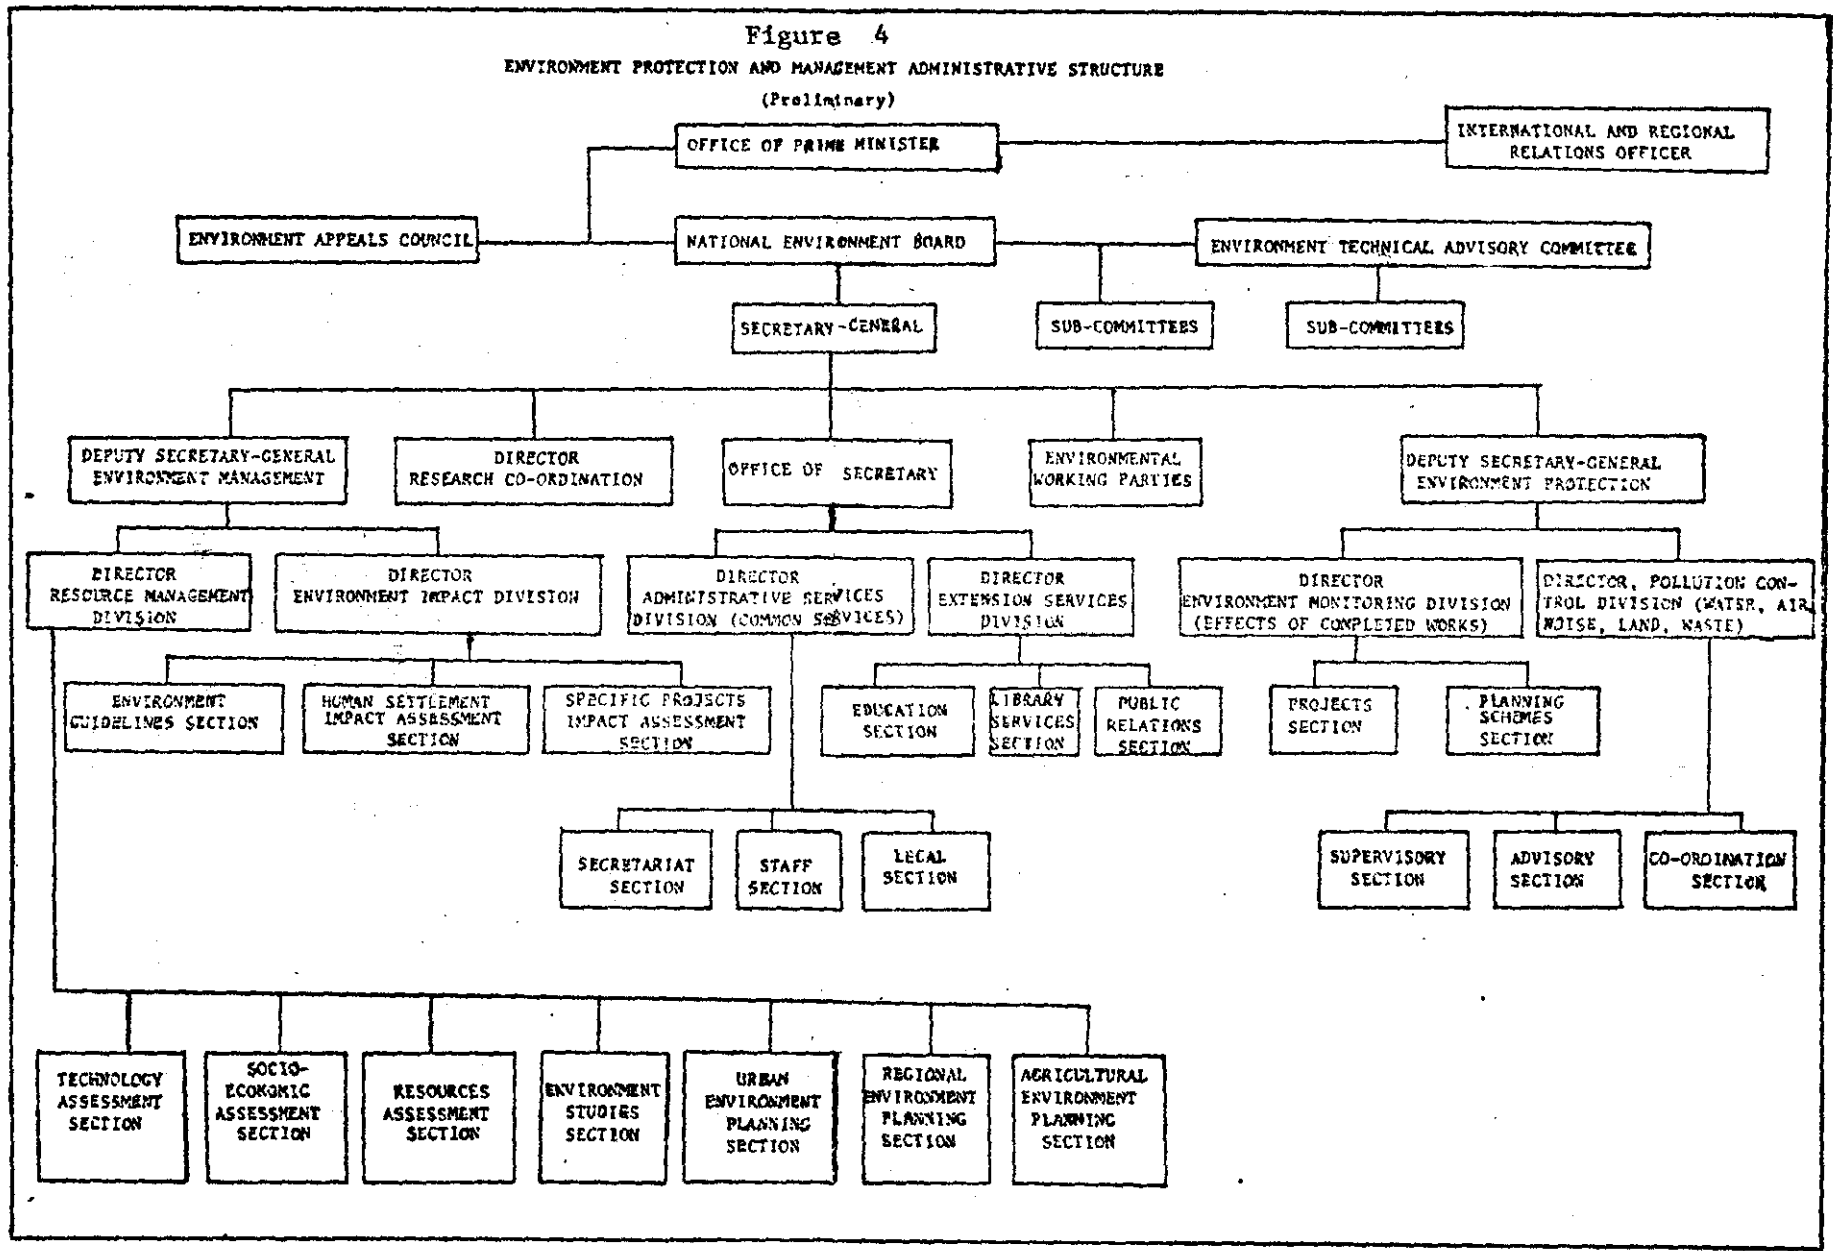 Figure 4
ENVIRONMENT PROTECTION AND MANAGEMENT ADMINISTRATIVE STRUCTURE
(Preliminary)
OFFICE OF PRIME MINISTER
INTERNATIONAL AND REGIONAL
RELATIONS OFFICER
ENVIRONMENT APPEALS COUNCIL
NATIONAL ENVIRONMENT BOARD
ENVIRONMENT TECHNICAL ADVISORY COMMITTEE
SECRETARY-GENERAL
SUB-COMMITTEES
SUB-COMMITTEES
DEPUTY SECRETARY-GENERAL
ENVIRONMENT MANAGEMENT
DIRECTOR
RESEARCH CO-ORDINATION
OFFICE OF SECRETARY
ENVIRONMENTAL
WORKING PARTIES
DEPUTY SECRETARY-GENERAL
ENVIRONMENT PROTECTION
DIRECTOR
RESOURCE MANAGEMENT
DIVISION
DIRECTOR
ENVIRONMENT IMPACT DIVISION
DIRECTOR
ADMINISTRATIVE SERVICES
DIVISION (COMMON SERVICES)
DIRECTOR
EXTENSION SERVICES
DIVISION
DIRECTOR
ENVIRONMENT MONITORING DIVISION
(EFFECTS OF COMPLETED WORKS)
DIRECTOR, POLLUTION CON-
TROL DIVISION (WATER, AIR,
NOISE, LAND, WASTE)
ENVIRONMENT
GUIDELINES SECTION
HUMAN SETTLEMENT
IMPACT ASSESSMENT
SECTION
SPECIFIC PROJECTS
IMPACT ASSESSMENT
SECTION
EDUCATION
SECTION
LIBRARY
SERVICES
SECTION
PUBLIC
RELATIONS
SECTION
PROJECTS
SECTION
PLANNING
SCHEMES
SECTION
SECRETARIAT
SECTION
STAFF
SECTION
LEGAL
SECTION
SUPERVISORY
SECTION
ADVISORY
SECTION
CO-ORDINATION
SECTION
TECHNOLOGY
ASSESSMENT
SECTION
SOCIO-
ECONOMIC
ASSESSMENT
SECTION
RESOURCES
ASSESSMENT
SECTION
ENVIRONMENT
STUDIES
SECTION
URBAN
ENVIRONMENT
PLANNING
SECTION
REGIONAL
ENVIRONMENT
PLANNING
SECTION
AGRICULTURAL
ENVIRONMENT
PLANNING
SECTION